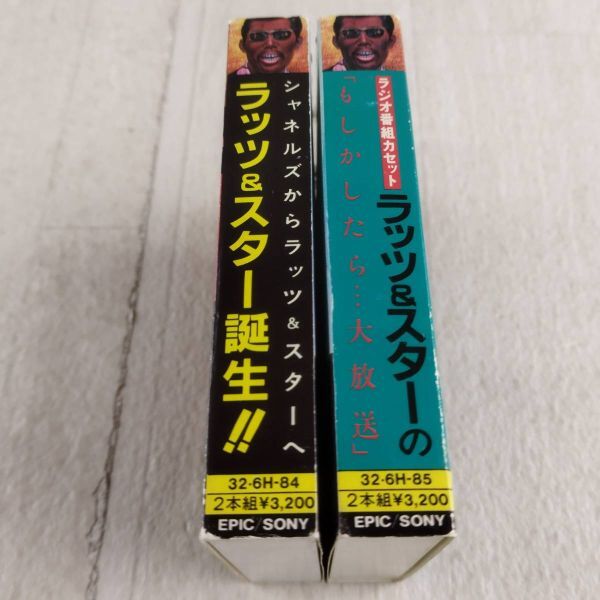 シャネルズからラッツ&スターへ
ラッツ&スター誕生!!
32・6H-84
2本組¥3,200
EPIC/SONY
ラジオ番組カセット
ラッツ&スターの
「もしかしたら…大放送」
32・6H-85
2本組¥3,200
EPIC/SONY